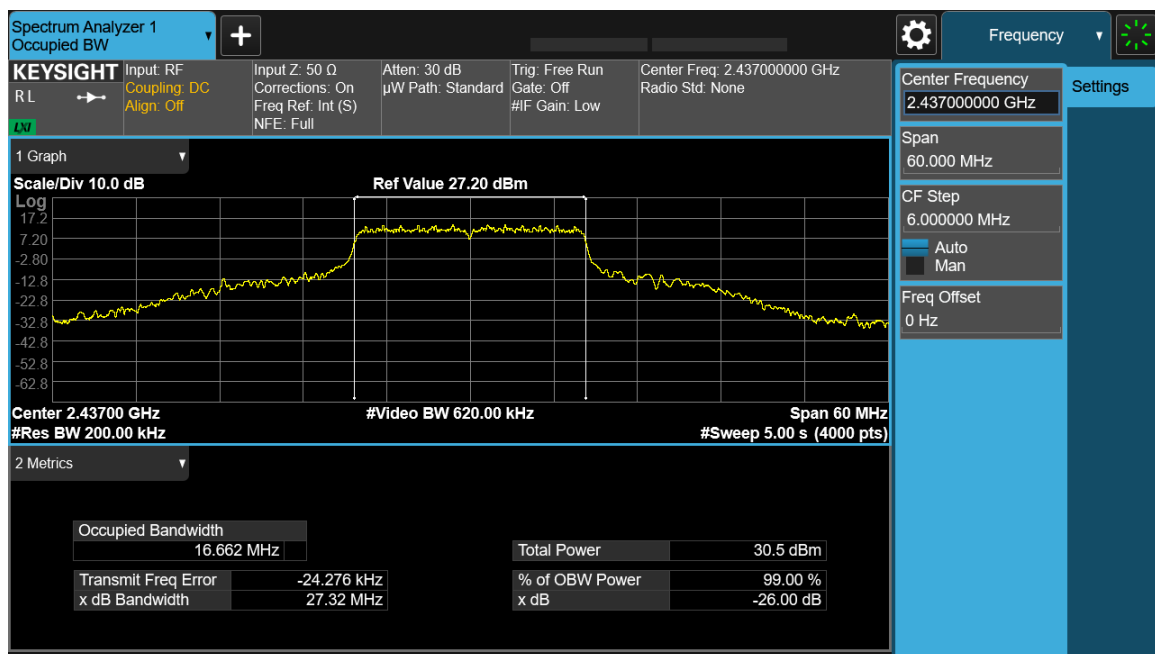 Spectrum Analyzer 1
Occupied BW
+
Frequency
KEYSIGHT
R L
LXI
Input: RF
Coupling: DC
Align: Off
Input Z: 50 Ω
Corrections: On
Freq Ref: Int (S)
NFE: Full
Atten: 30 dB
µW Path: Standard
Trig: Free Run
Gate: Off
#IF Gain: Low
Center Freq: 2.437000000 GHz
Radio Std: None
Center Frequency
2.437000000 GHz
Settings
Span
60.000 MHz
CF Step
6.000000 MHz
Auto
Man
Freq Offset
0 Hz
1 Graph
Scale/Div 10.0 dB
Ref Value 27.20 dBm
Log
17.2
7.20
-2.80
-12.8
-22.8
-32.8
-42.8
-52.8
-62.8
Center 2.43700 GHz
#Video BW 620.00 kHz
Span 60 MHz
#Res BW 200.00 kHz
#Sweep 5.00 s (4000 pts)
2 Metrics
Occupied Bandwidth
16.662 MHz
Total Power 30.5 dBm
Transmit Freq Error -24.276 kHz
% of OBW Power 99.00 %
x dB Bandwidth 27.32 MHz
x dB -26.00 dB